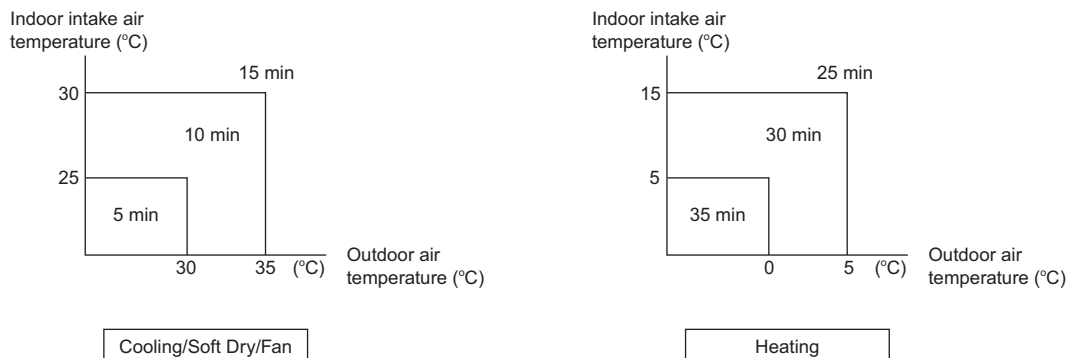 Indoor intake air
temperature (°C)
15 min
30
10 min
25
5 min
30 35 (°C)
Outdoor air
temperature (°C)
Cooling/Soft Dry/Fan
Indoor intake air
temperature (°C)
25 min
15
30 min
5
35 min
0 5 (°C)
Outdoor air
temperature (°C)
Heating